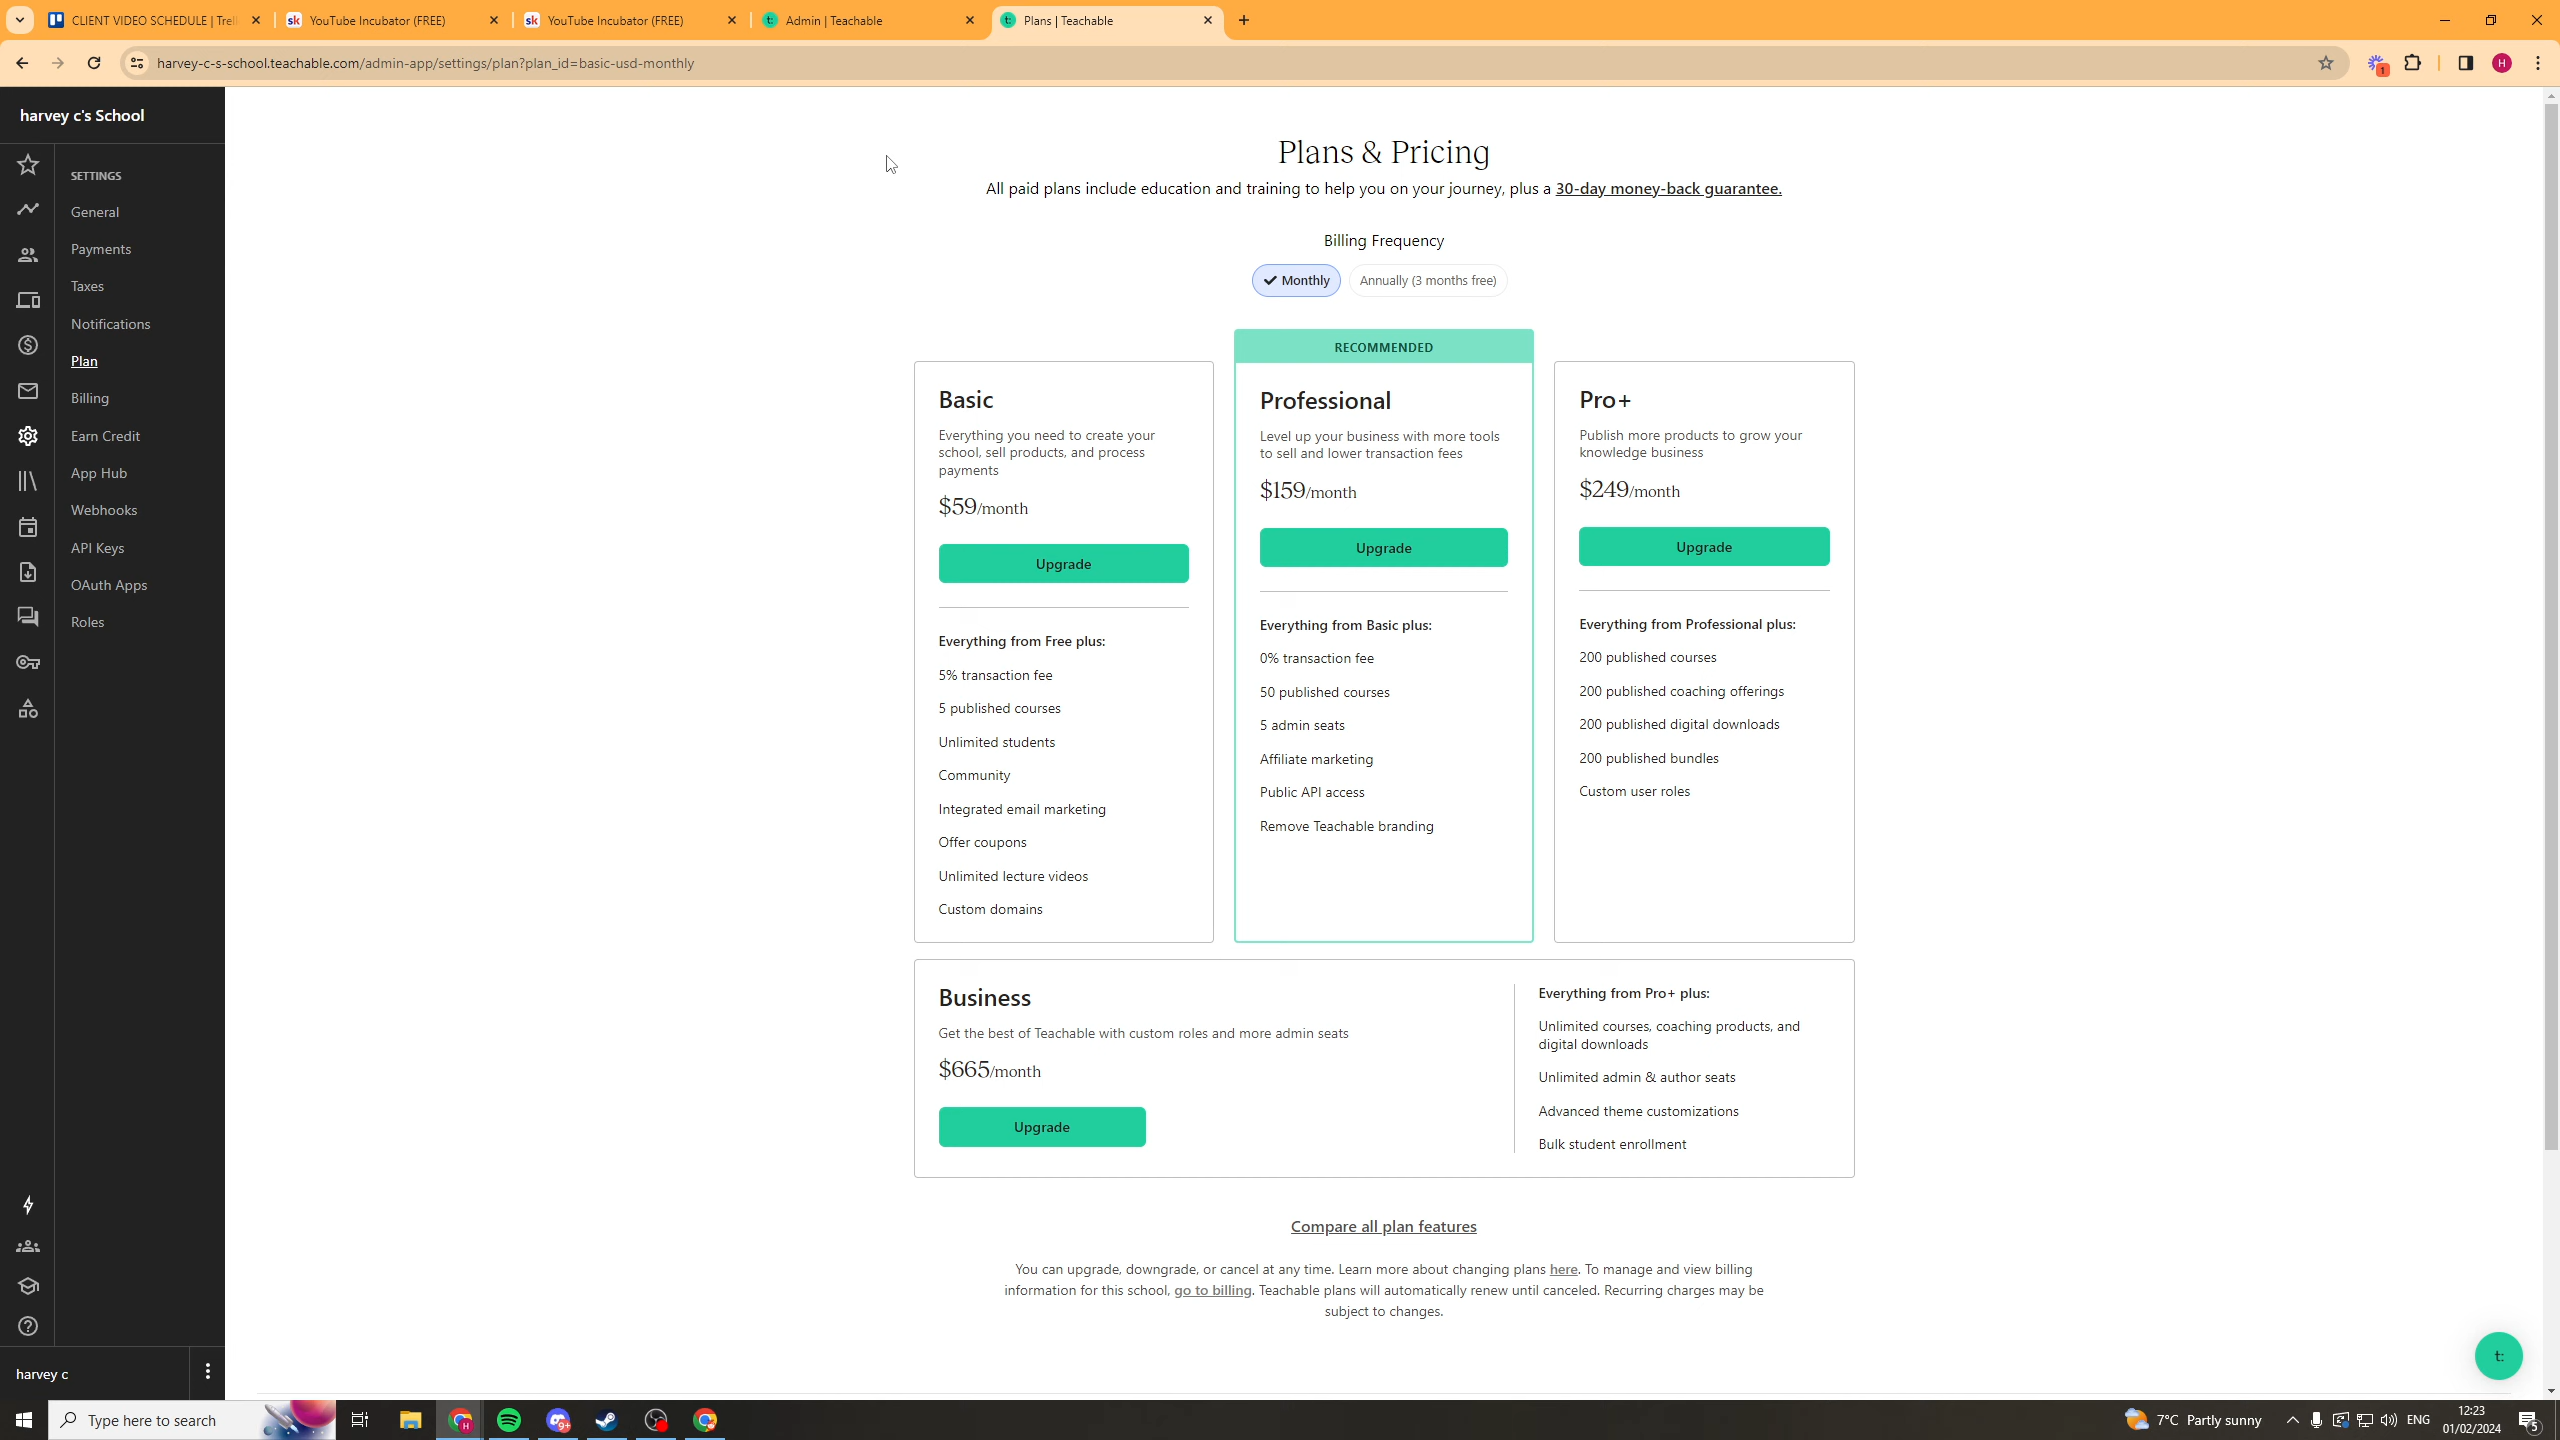 CLIENT VIDEO SCHEDULE | Trel
YouTube Incubator (FREE)
YouTube Incubator (FREE)
Admin | Teachable
Plans | Teachable
harvey-c-s-school.teachable.com/admin-app/settings/plan?plan_id=basic-usd-monthly
1
H
harvey c's School
SETTINGS
General
Payments
Taxes
Notifications
Plan
Billing
Earn Credit
App Hub
Webhooks
API Keys
OAuth Apps
Roles
harvey c
Plans & Pricing
All paid plans include education and training to help you on your journey, plus a 30-day money-back guarantee.
Billing Frequency
Monthly
Annually (3 months free)
Basic
Everything you need to create your
school, sell products, and process
payments
$59/month
Upgrade
Everything from Free plus:
5% transaction fee
5 published courses
Unlimited students
Community
Integrated email marketing
Offer coupons
Unlimited lecture videos
Custom domains
RECOMMENDED
Professional
Level up your business with more tools
to sell and lower transaction fees
$159/month
Upgrade
Everything from Basic plus:
0% transaction fee
50 published courses
5 admin seats
Affiliate marketing
Public API access
Remove Teachable branding
Pro+
Publish more products to grow your
knowledge business
$249/month
Upgrade
Everything from Professional plus:
200 published courses
200 published coaching offerings
200 published digital downloads
200 published bundles
Custom user roles
Business
Get the best of Teachable with custom roles and more admin seats
$665/month
Upgrade
Everything from Pro+ plus:
Unlimited courses, coaching products, and
digital downloads
Unlimited admin & author seats
Advanced theme customizations
Bulk student enrollment
Compare all plan features
You can upgrade, downgrade, or cancel at any time. Learn more about changing plans here. To manage and view billing
information for this school, go to billing. Teachable plans will automatically renew until canceled. Recurring charges may be
subject to changes.
t:
Type here to search
7°C Partly sunny
ENG
12:23
01/02/2024
5